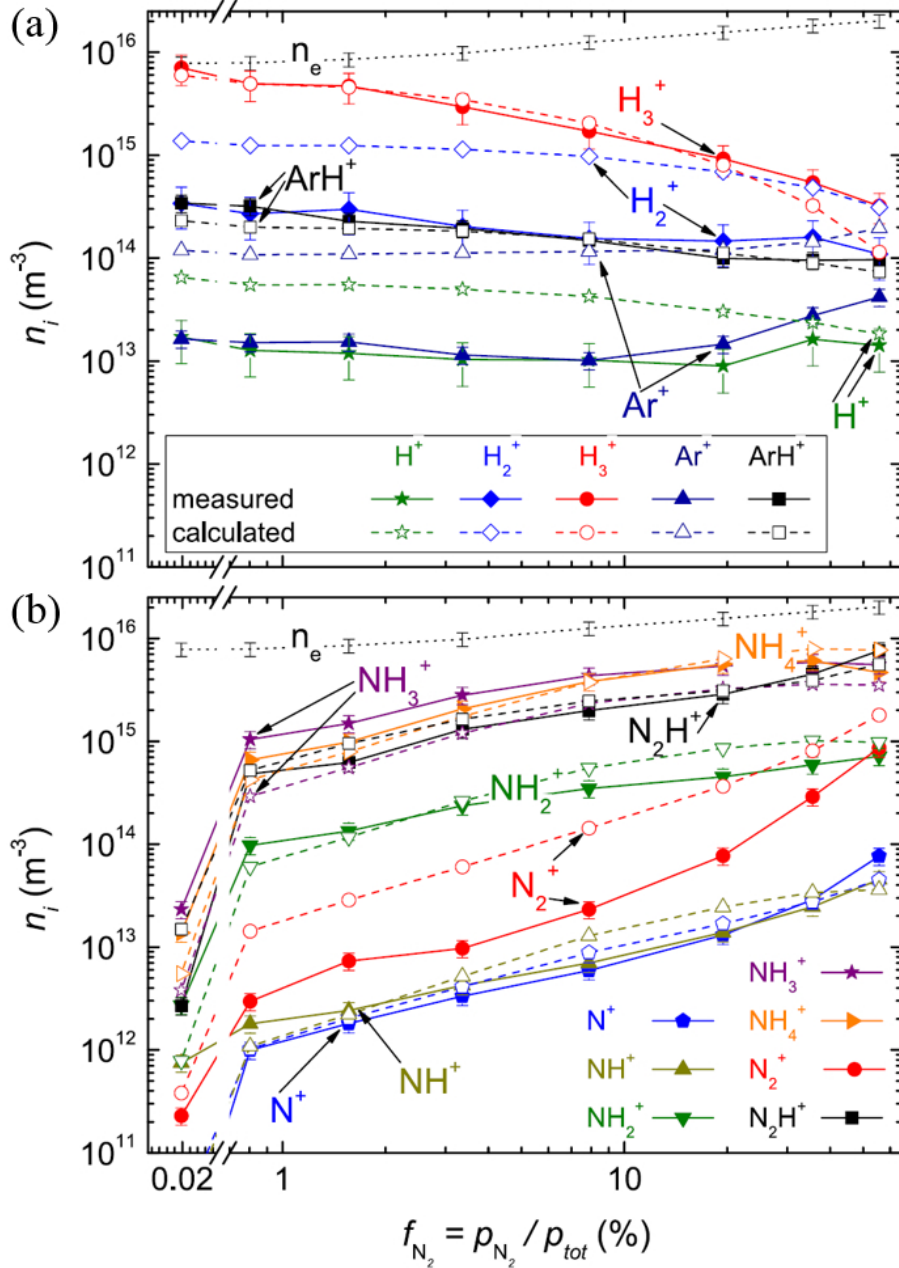 (a)
10^16
10^15
10^14
10^13
10^12
10^11
n_i (m^-3)
n_e
H_3^+
ArH^+
H_2^+
Ar^+
H^+
H^+ H_2^+ H_3^+ Ar^+ ArH^+
measured
calculated
(b)
10^16
10^15
10^14
10^13
10^12
10^11
n_i (m^-3)
n_e
NH_4^+
NH_3^+
N_2H^+
NH_2^+
N_2^+
NH^+
N^+
NH_3^+
N^+ NH_4^+
NH^+ N_2^+
NH_2^+ N_2H^+
0.02 1 10
f_N_2 = p_N_2 / p_tot (%)